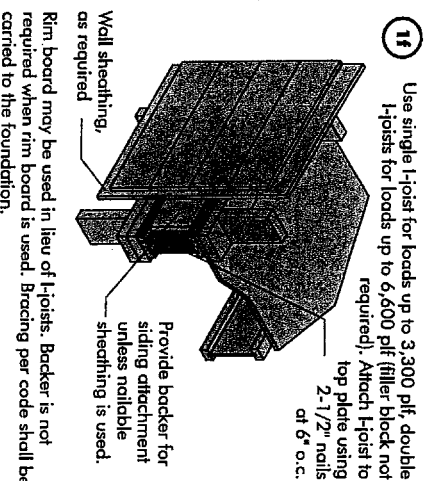 1f
Use single I-joist for loads up to 3,300 plf, double
I-joists for loads up to 6,600 plf (filler block not
required). Attach I-joist to
top plate using
2-1/2" nails
at 6" o.c.
Provide backer for
siding attachment
unless nailable
sheathing is used.
Wall sheathing,
as required
Rim board may be used in lieu of I-joists. Backer is not
required when rim board is used. Bracing per code shall be
carried to the foundation.